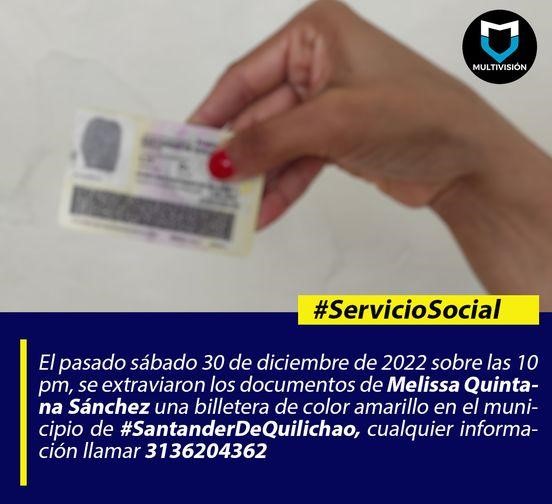 MULTIVISIÓN
#ServicioSocial
El pasado sábado 30 de diciembre de 2022 sobre las 10
pm, se extraviaron los documentos de Melissa Quinta-
na Sánchez una billetera de color amarillo en el muni-
cipio de #SantanderDeQuilichao, cualquier informa-
ción llamar 3136204362